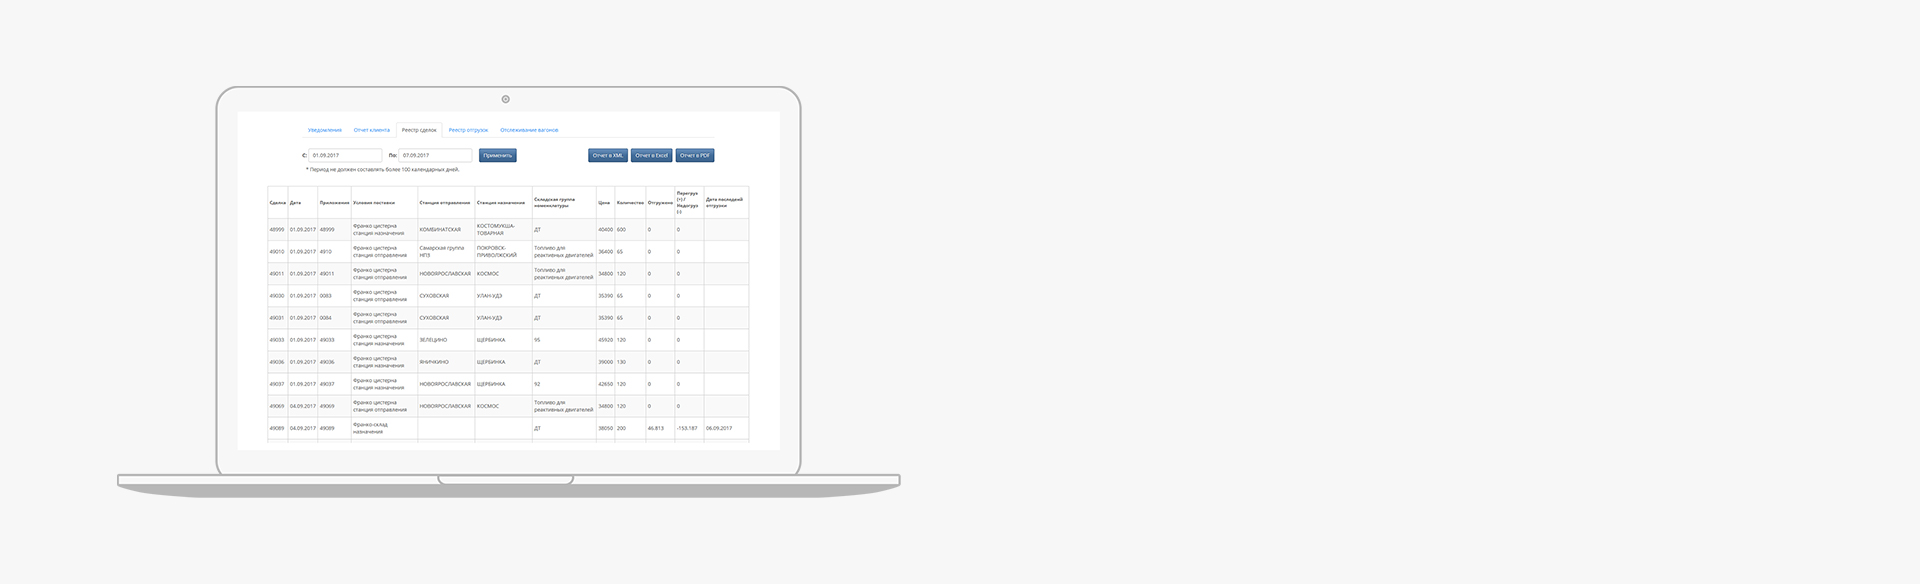 Уведомления Отчет клиента Реестр сделок Реестр отгрузок Отслеживание вагонов
С: 01.09.2017 По: 07.09.2017 Применить Отчет в XML Отчет в Excel Отчет в PDF
* Период не должен составлять более 100 календарных дней.
Сделка Дата Приложение Условия поставки Станция отправления Станция назначения Складская группа номенклатуры Цена Количество Отгружено Перегруз (+) / Недогруз (-) Дата последней отгрузки
48999 01.09.2017 48999 Франко цистерна станция назначения КОМБИНАТСКАЯ КОСТОМУКША-ТОВАРНАЯ ДТ 40400 600 0 0
49010 01.09.2017 4910 Франко цистерна станция отправления Самарская группа НПЗ ПОКРОВСК-ПРИВОЛЖСКИЙ Топливо для реактивных двигателей 36400 65 0 0
49011 01.09.2017 49011 Франко цистерна станция отправления НОВОЯРОСЛАВСКАЯ КОСМОС Топливо для реактивных двигателей 34800 120 0 0
49030 01.09.2017 0083 Франко цистерна станция отправления СУХОВСКАЯ УЛАН-УДЭ ДТ 35390 65 0 0
49031 01.09.2017 0084 Франко цистерна станция отправления СУХОВСКАЯ УЛАН-УДЭ ДТ 35390 65 0 0
49033 01.09.2017 49033 Франко цистерна станция назначения ЗЕЛЕЦИНО ЩЕРБИНКА 95 45920 120 0 0
49036 01.09.2017 49036 Франко цистерна станция назначения ЯНИЧКИНО ЩЕРБИНКА ДТ 39000 130 0 0
49037 01.09.2017 49037 Франко цистерна станция назначения НОВОЯРОСЛАВСКАЯ ЩЕРБИНКА 92 42650 120 0 0
49069 04.09.2017 49069 Франко цистерна станция отправления НОВОЯРОСЛАВСКАЯ КОСМОС Топливо для реактивных двигателей 34800 120 0 0
49089 04.09.2017 49089 Франко-склад назначения ДТ 38050 200 46.813 -153.187 06.09.2017